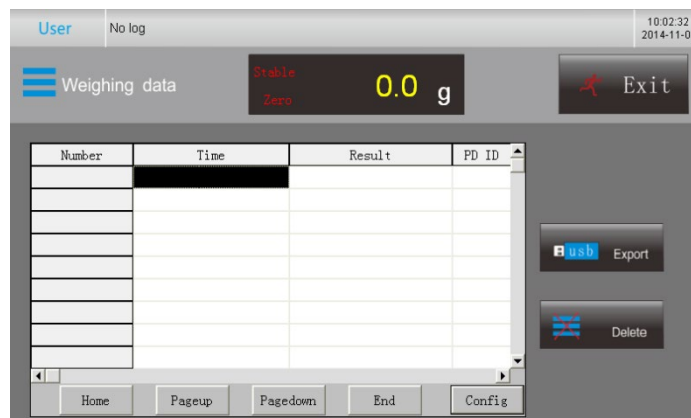 User No log 10:02:32
2014-11-0
Weighing data Stable 0.0 g Exit
Zero
Number Time Result PD ID
usb Export
Delete
Home Pageup Pagedown End Config